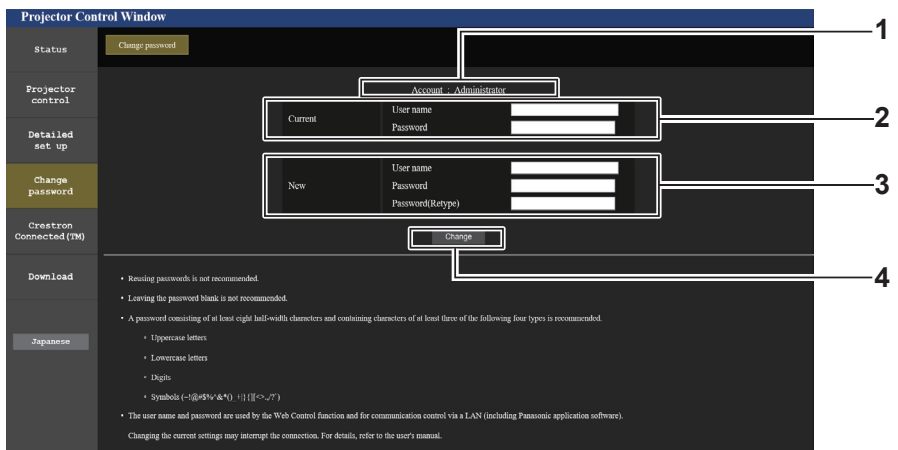 Projector Control Window
1
Status
Change password
Projector
control
Account : Administrator
Current
User name
Password
2
Detailed
set up
Change
password
New
User name
Password
Password(Retype)
3
Crestron
Connected(TM)
Change
4
Download
• Reusing passwords is not recommended.
• Leaving the password blank is not recommended.
• A password consisting of at least eight half-width characters and containing characters of at least three of the following four types is recommended.
Japanese
◦ Uppercase letters
◦ Lowercase letters
◦ Digits
◦ Symbols (~!@#$%^&*()_+|}{][<>.,/?`)
• The user name and password are used by the Web Control function and for communication control via a LAN (including Panasonic application software).
Changing the current settings may interrupt the connection. For details, refer to the user's manual.